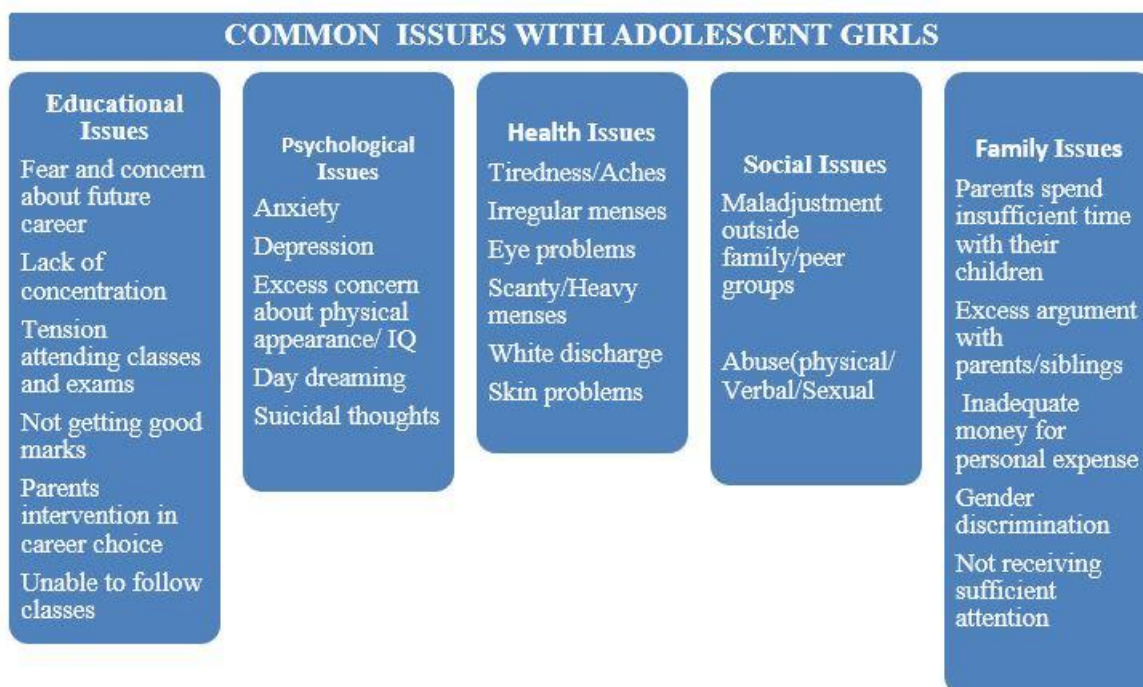 COMMON ISSUES WITH ADOLESCENT GIRLS
Educational
Issues
Fear and concern
about future
career
Lack of
concentration
Tension
attending classes
and exams
Not getting good
marks
Parents
intervention in
career choice
Unable to follow
classes
Psychological
Issues
Anxiety
Depression
Excess concern
about physical
appearance/ IQ
Day dreaming
Suicidal thoughts
Health Issues
Tiredness/Aches
Irregular menses
Eye problems
Scanty/Heavy
menses
White discharge
Skin problems
Social Issues
Maladjustment
outside
family/peer
groups
Abuse(physical/
Verbal/Sexual
Family Issues
Parents spend
insufficient time
with their
children
Excess argument
with
parents/siblings
Inadequate
money for
personal expense
Gender
discrimination
Not receiving
sufficient
attention